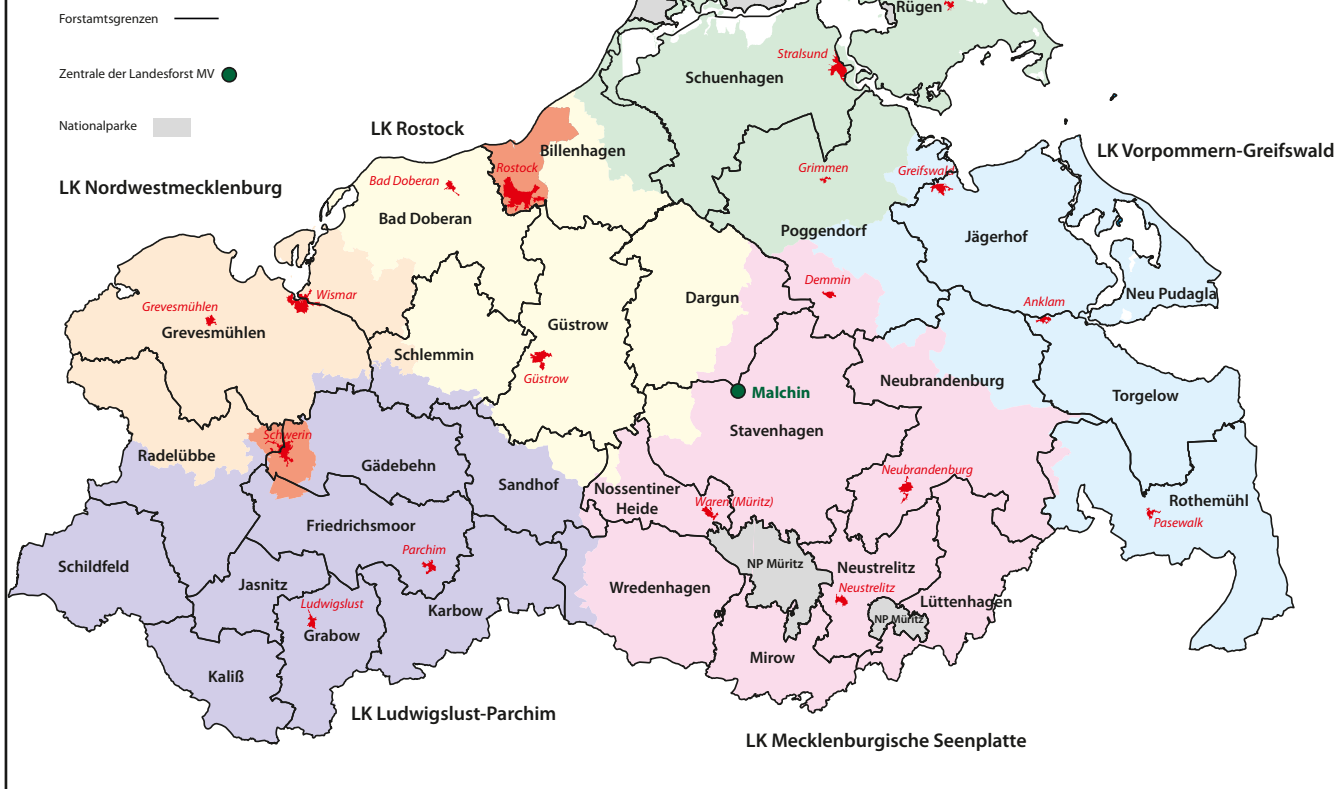 Forstamtsgrenzen
Rügen
Stralsund
Zentrale der Landesforst MV
Schuenhagen
Nationalparke
LK Rostock
Billenhagen
LK Vorpommern-Greifswald
Rostock
Grimmen
Greifswald
LK Nordwestmecklenburg
Bad Doberan
Bad Doberan
Poggendorf
Jägerhof
Demmin
Neu Pudagla
Wismar
Dargun
Grevesmühlen
Anklam
Grevesmühlen
Güstrow
Schlemmin
Güstrow
Neubrandenburg
Malchin
Torgelow
Stavenhagen
Schwerin
Radelübbe
Gädebehn
Neubrandenburg
Sandhof
Nossentiner
Heide
Waren (Müritz)
Rothemühl
Pasewalk
Friedrichsmoor
Parchim
Schildfeld
NP Müritz
Neustrelitz
Jasnitz
Wredenhagen
Neustrelitz
Ludwigslust
Karbow
Lüttenhagen
Grabow
NP Müritz
Mirow
Kaliß
LK Ludwigslust-Parchim
LK Mecklenburgische Seenplatte